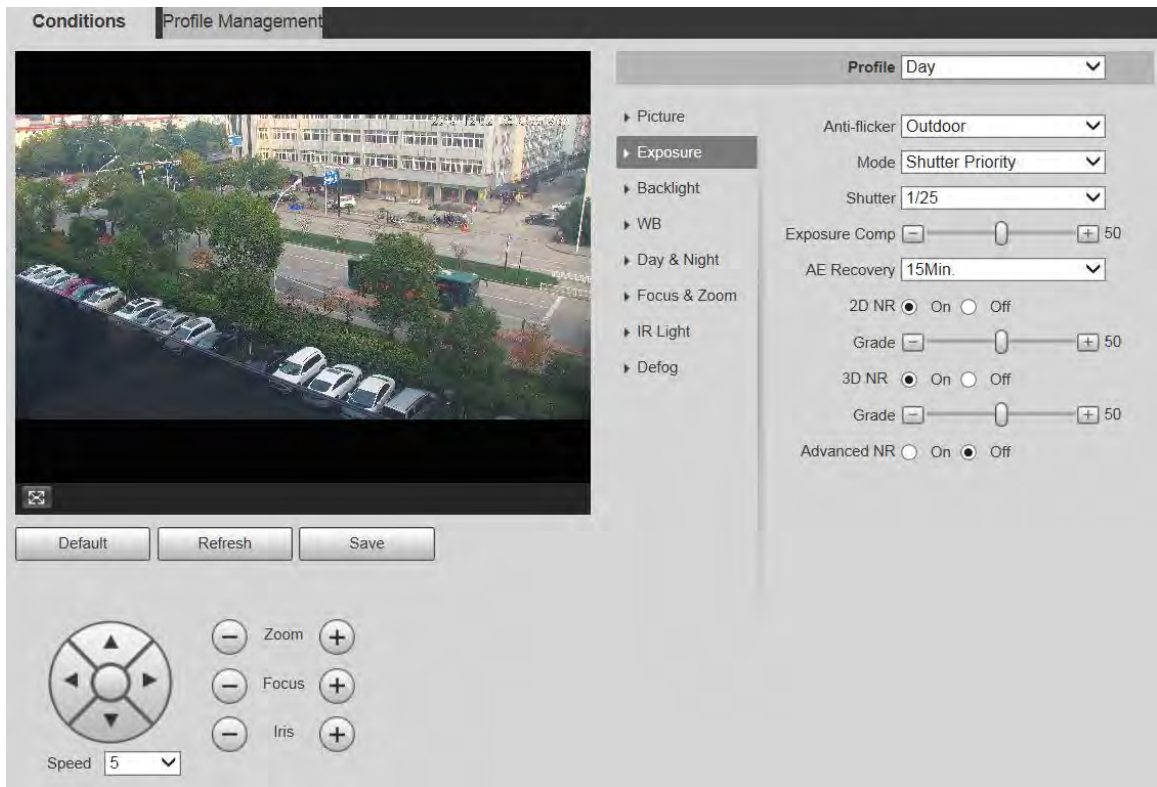 Conditions
Profile Management
Profile Day
Picture
Exposure
Backlight
WB
Day & Night
Focus & Zoom
IR Light
Defog
Anti-flicker Outdoor
Mode Shutter Priority
Shutter 1/25
Exposure Comp 50
AE Recovery 15Min.
2D NR On Off
Grade 50
3D NR On Off
Grade 50
Advanced NR On Off
Default Refresh Save
Zoom
Focus
Iris
Speed 5